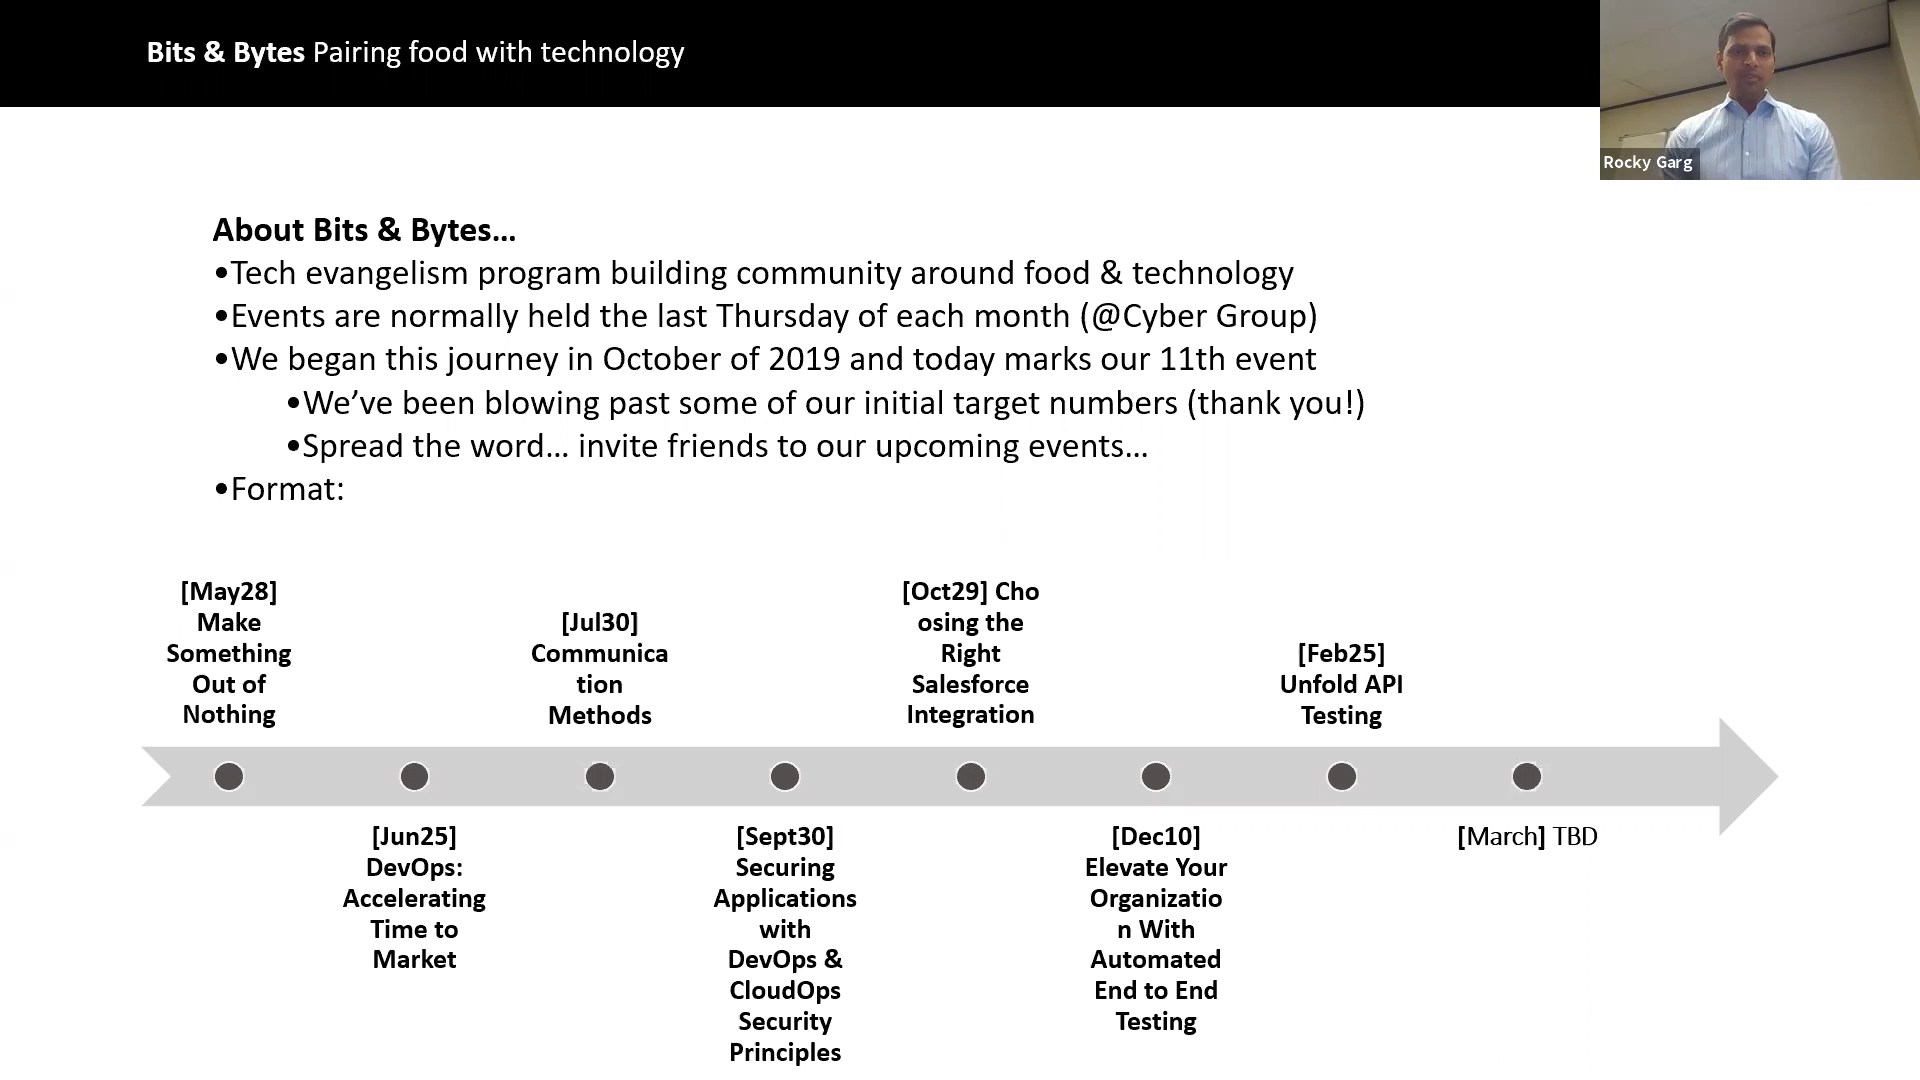 Bits & Bytes Pairing food with technology
Rocky Garg
About Bits & Bytes…
•Tech evangelism program building community around food & technology
•Events are normally held the last Thursday of each month (@Cyber Group)
•We began this journey in October of 2019 and today marks our 11th event
•We’ve been blowing past some of our initial target numbers (thank you!)
•Spread the word… invite friends to our upcoming events…
•Format:
[May28]
Make
Something
Out of
Nothing
[Jun25]
DevOps:
Accelerating
Time to
Market
[Jul30]
Communica
tion
Methods
[Sept30]
Securing
Applications
with
DevOps &
CloudOps
Security
Principles
[Oct29] Cho
osing the
Right
Salesforce
Integration
[Dec10]
Elevate Your
Organizatio
n With
Automated
End to End
Testing
[Feb25]
Unfold API
Testing
[March] TBD